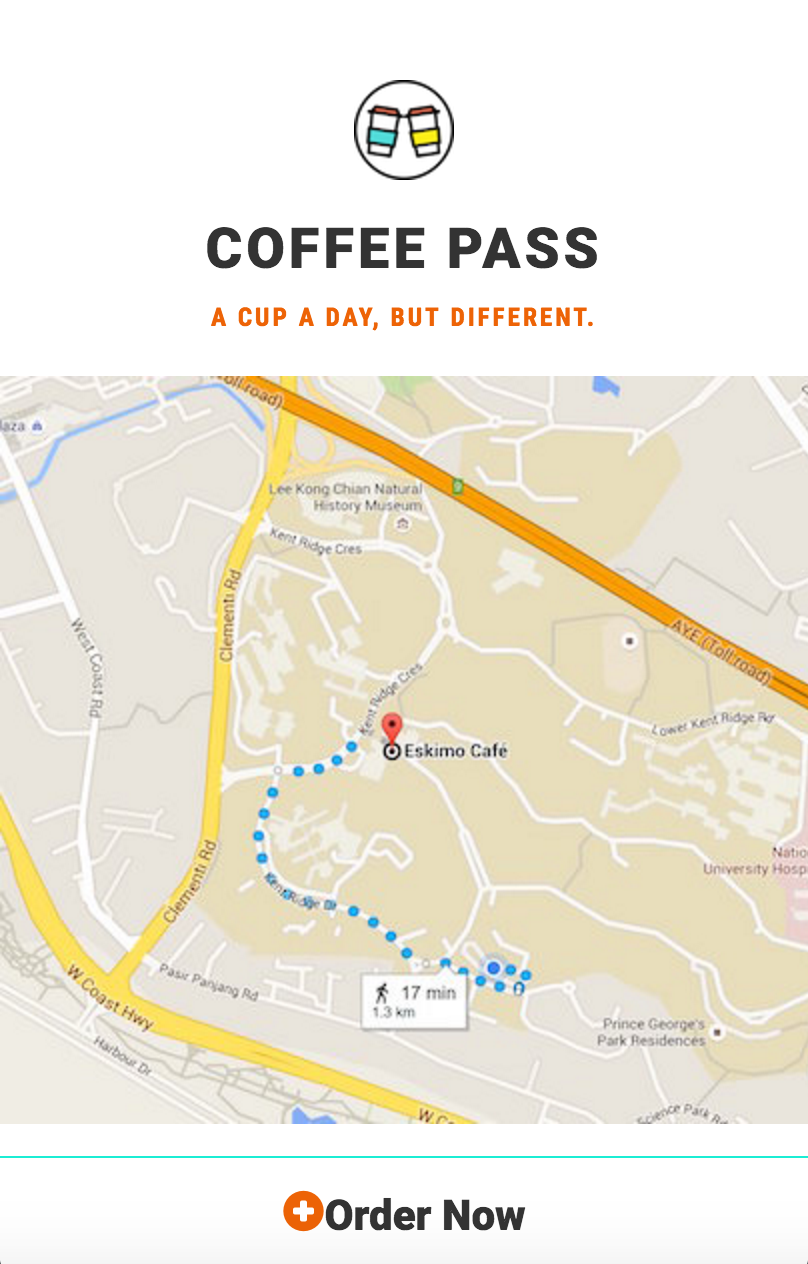 COFFEE PASS
A CUP A DAY, BUT DIFFERENT.
Toll road)
laza
Lee Kong Chian Natural
History Museum
9
Kent Ridge Cres
Clementi Rd
West Coast Rd
AYE (Toll road)
Kent Ridge Cres
Lower Kent Ridge Rd
Eskimo Café
Natio
University Hosp
Clementi Rd
Kent Ridge Dr
Pasir Panjang Rd
W Coast Hwy
17 min
1.3 km
Prince George's
Park Residences
Harbour Dr
W Co
Science Park Rd
Order Now